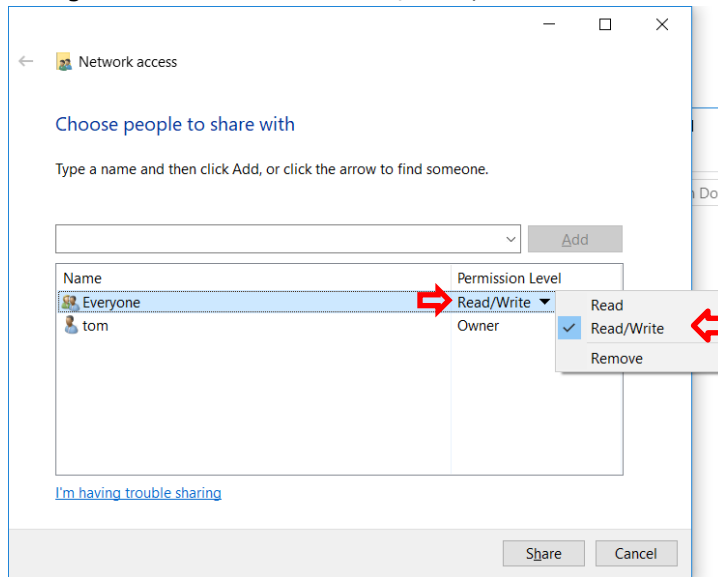 Network access
Choose people to share with
Type a name and then click Add, or click the arrow to find someone.
Add
Name Permission Level
Everyone Read/Write
tom Owner
Read
Read/Write
Remove
I'm having trouble sharing
Share Cancel
Do